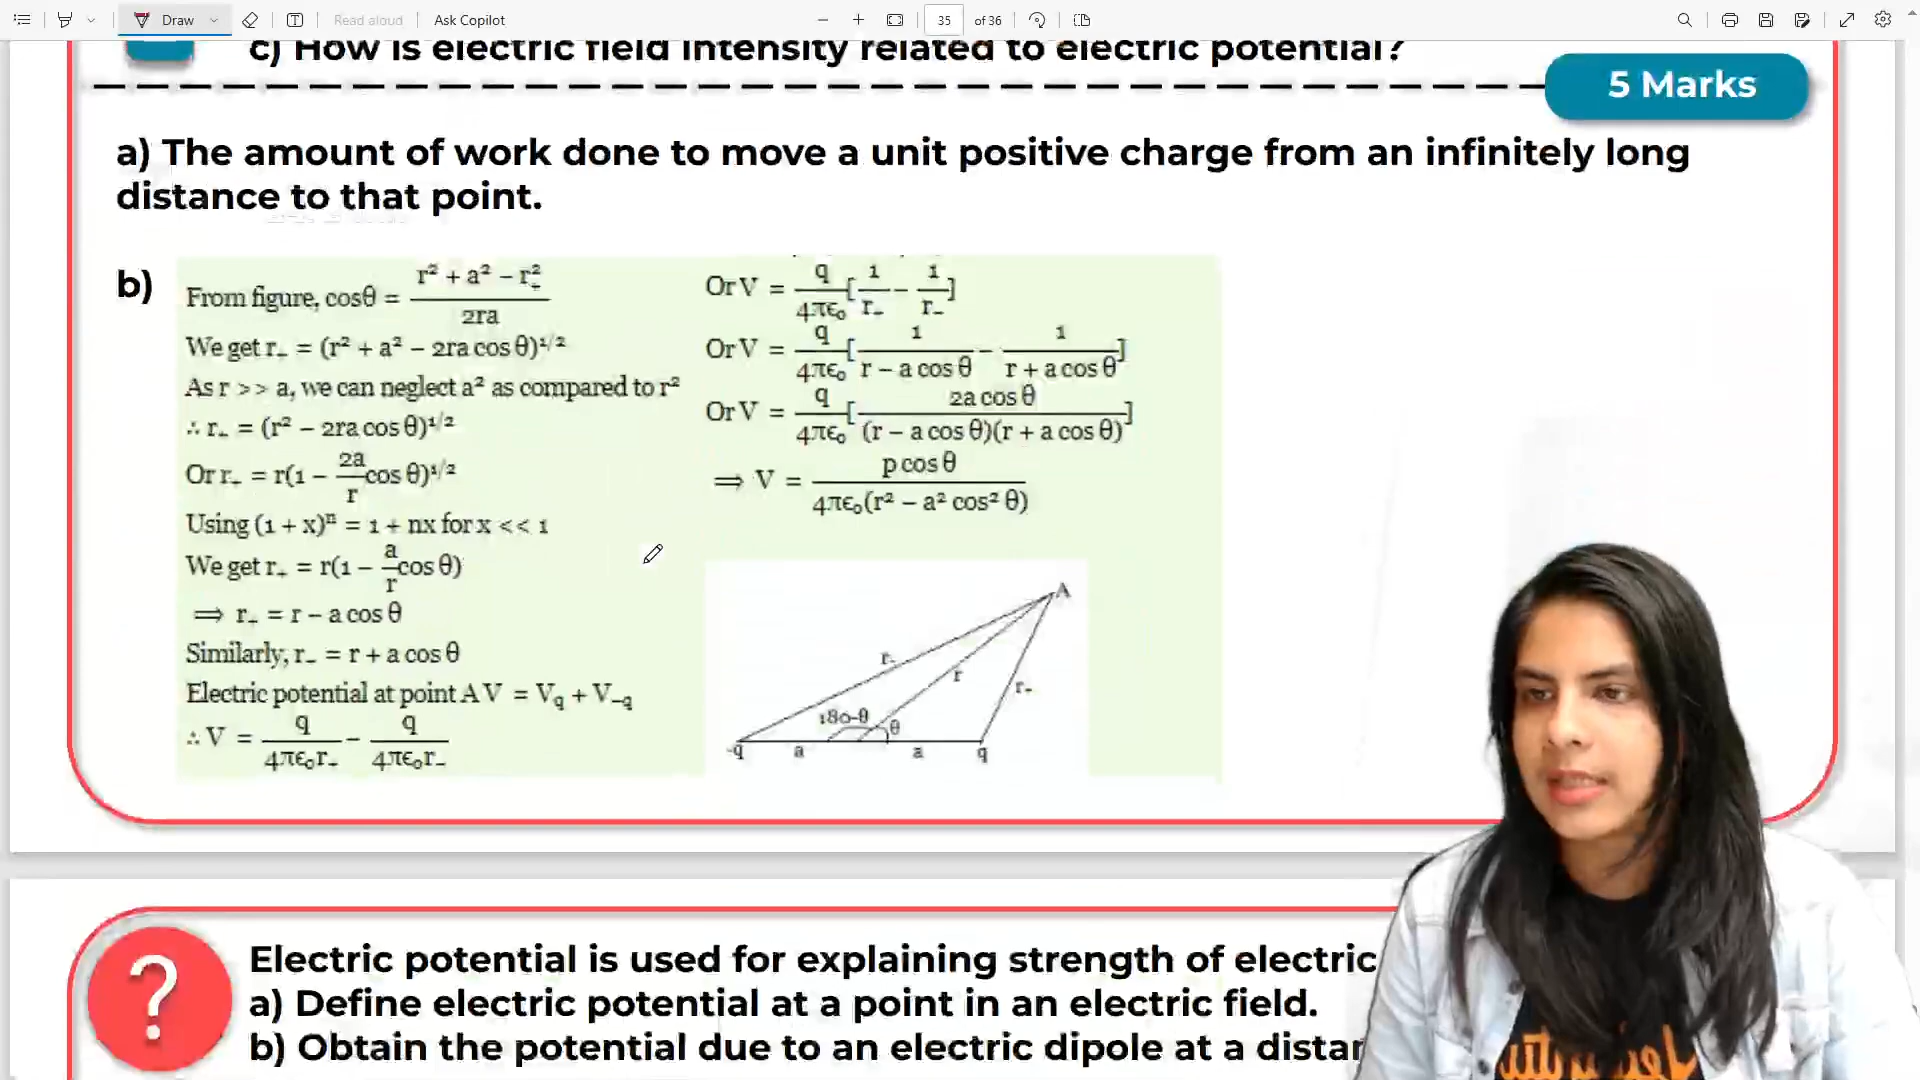 Draw
Read aloud
Ask Copilot
35
of 36
c) How is electric field intensity related to electric potential?
5 Marks
a) The amount of work done to move a unit positive charge from an infinitely long
distance to that point.
b)
From figure, cosθ = (r² + a² − r₊²) / 2ra
We get r₊ = (r² + a² − 2ra cos θ)^1/2
As r >> a, we can neglect a² as compared to r²
∴ r₊ = (r² − 2ra cos θ)^1/2
Or r₊ = r(1 − 2a/r cos θ)^1/2
Using (1 + x)ⁿ = 1 + nx for x << 1
We get r₊ = r(1 − a/r cos θ)
⟹ r₊ = r − a cos θ
Similarly, r₋ = r + a cos θ
Electric potential at point A V = V_q + V_−q
∴ V = q/4πϵ₀r₊ − q/4πϵ₀r₋
Or V = q/4πϵ₀ [1/r₋ − 1/r₋]
Or V = q/4πϵ₀ [1/(r − a cos θ) − 1/(r + a cos θ)]
Or V = q/4πϵ₀ [2a cos θ/(r − a cos θ)(r + a cos θ)]
⟹ V = p cos θ / 4πϵ₀(r² − a² cos² θ)
A
r-
r
r-
180-θ
θ
-q
a
a
q
?
Electric potential is used for explaining strength of electric
a) Define electric potential at a point in an electric field.
b) Obtain the potential due to an electric dipole at a distan